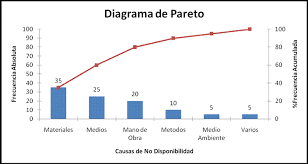 Diagrama de Pareto
Frecuencia Absoluta
100
90
80
70
60
50
40
30
20
10
0
35
25
20
10
5
5
100
80
60
40
20
0
%Frecuencia Acumulada
Materiales
Medios
Mano de
Obra
Metodos
Medio
Ambiente
Varios
Causas de No Disponibilidad